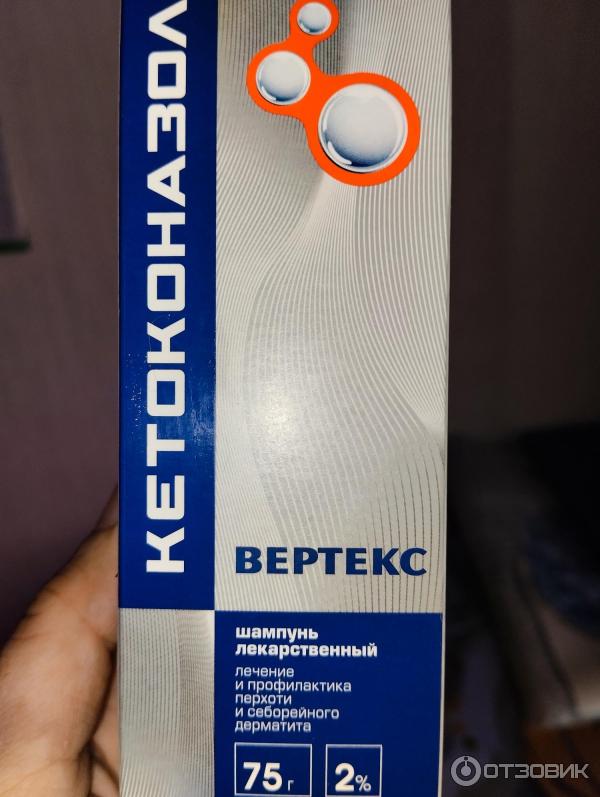 КЕТОКОНАЗОЛ
ВЕРТЕКС
шампунь
лекарственный
лечение
и профилактика
перхоти
и себорейного
дерматита
75 г
2%
ОТЗОВИК